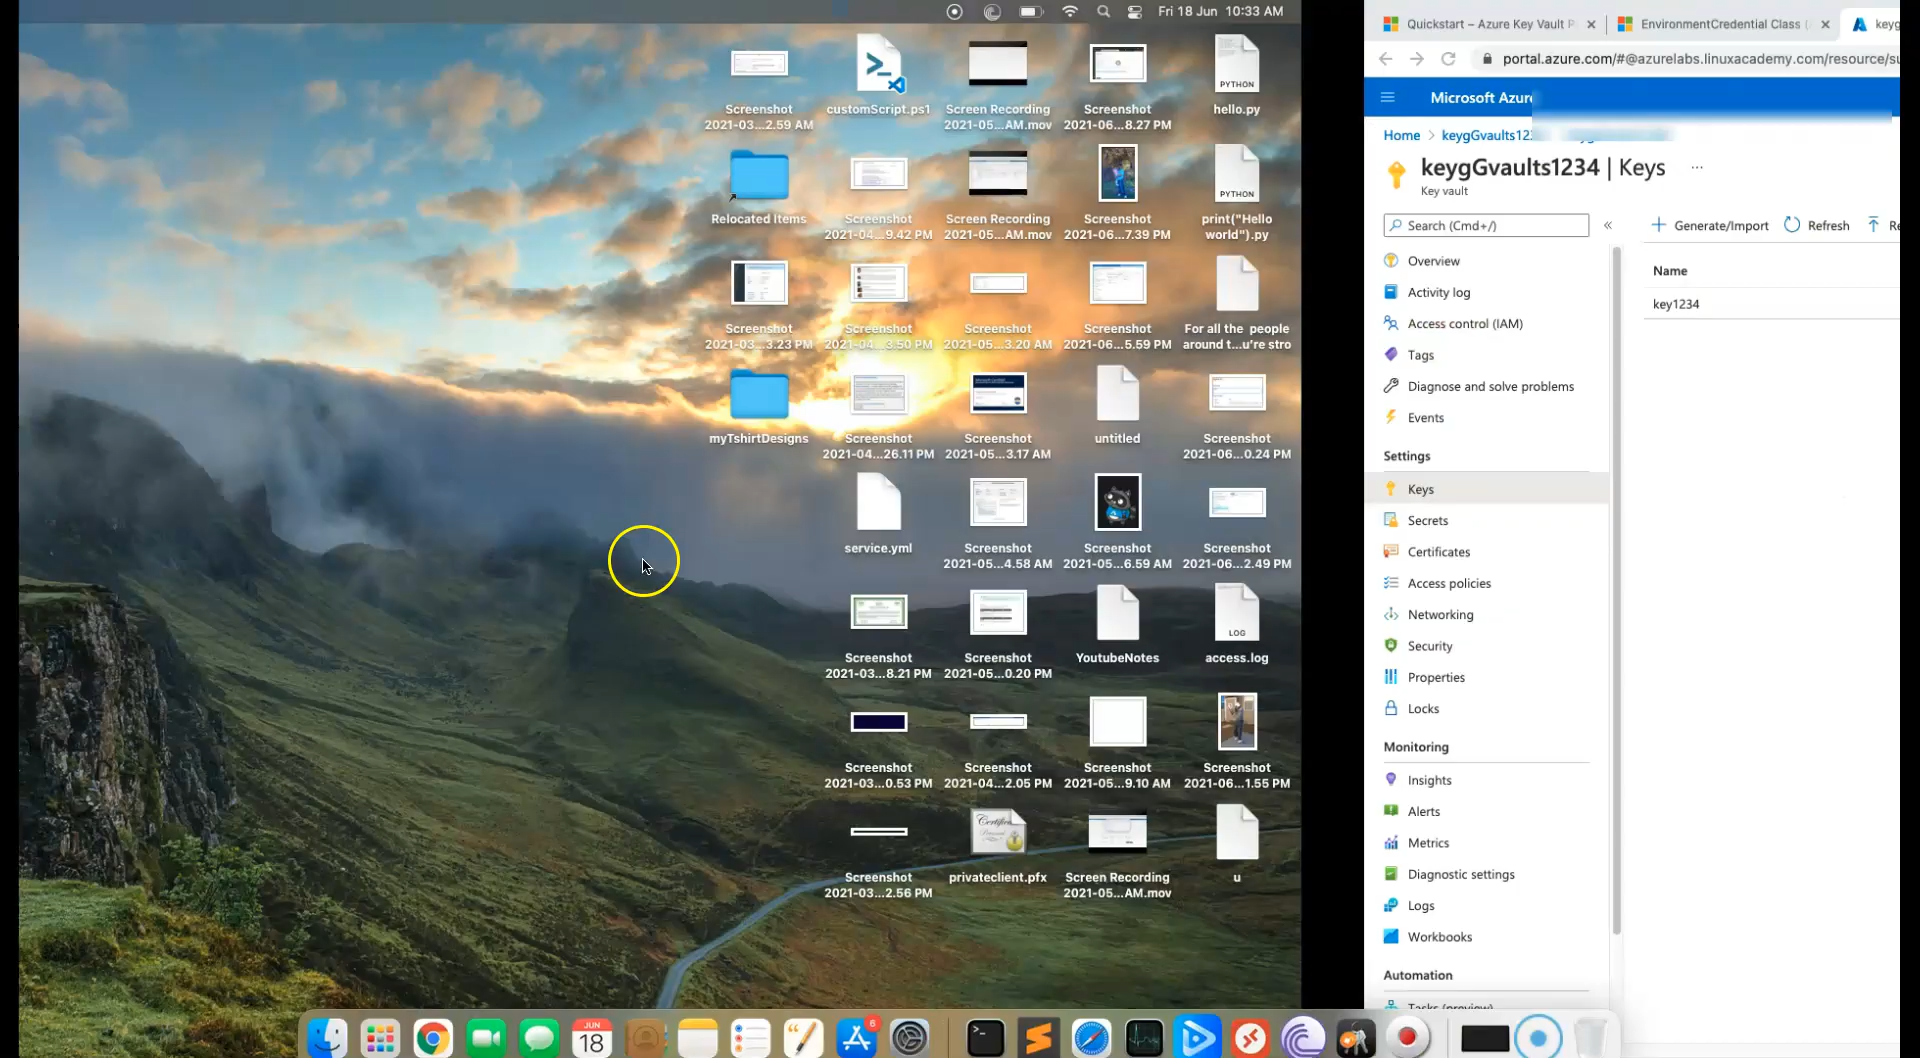 Fri 18 Jun 10:33 AM
Screenshot
2021-03...2.59 AM
customScript.ps1
Screen Recording
2021-05...AM.mov
Screenshot
2021-06...8.27 PM
PYTHON
hello.py
Relocated Items
Screenshot
2021-04...9.42 PM
Screen Recording
2021-05...AM.mov
Screenshot
2021-06...7.39 PM
PYTHON
print("Hello
world").py
Screenshot
2021-03...3.23 PM
Screenshot
2021-04...3.50 PM
Screenshot
2021-05...3.20 AM
Screenshot
2021-06...5.59 PM
For all the people
around t...u're stro
myTshirtDesigns
Screenshot
2021-04...26.11 PM
Screenshot
2021-05...3.17 AM
untitled
Screenshot
2021-06...0.24 PM
service.yml
Screenshot
2021-05...4.58 AM
Screenshot
2021-05...6.59 AM
Screenshot
2021-06...2.49 PM
Screenshot
2021-03...8.21 PM
Screenshot
2021-05...0.20 PM
YoutubeNotes
LOG
access.log
Screenshot
2021-03...0.53 PM
Screenshot
2021-04...2.05 PM
Screenshot
2021-05...9.10 AM
Screenshot
2021-06...1.55 PM
Screenshot
2021-03...2.56 PM
privateclient.pfx
Screen Recording
2021-05...AM.mov
u
JUN
18
6
Quickstart – Azure Key Vault P
EnvironmentCredential Class (
keyg
portal.azure.com/#@azurelabs.linuxacademy.com/resource/su
Microsoft Azure
Home > keygGvaults123
keygGvaults1234 | Keys ...
Key vault
Search (Cmd+/)
«
+ Generate/Import
Refresh
Re
Overview
Activity log
Access control (IAM)
Tags
Diagnose and solve problems
Events
Settings
Keys
Secrets
Certificates
Access policies
Networking
Security
Properties
Locks
Monitoring
Insights
Alerts
Metrics
Diagnostic settings
Logs
Workbooks
Automation
Tasks (preview)
Name
key1234